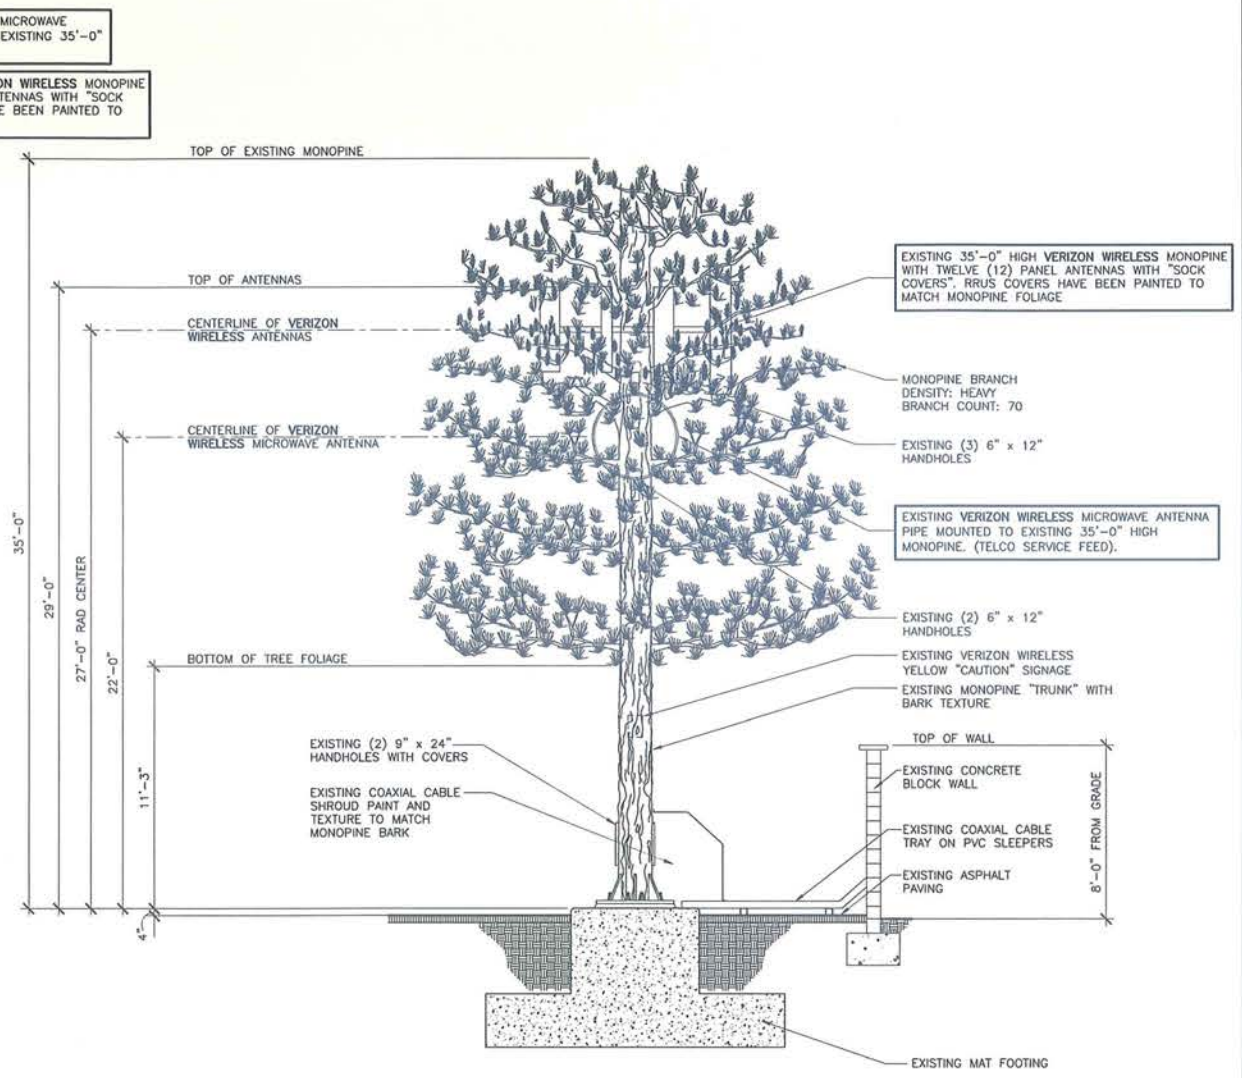 MICROWAVE
EXISTING 35'-0"
WIRELESS MONOPINE
WITH "SOCK
BEEN PAINTED TO
TOP OF EXISTING MONOPINE
TOP OF ANTENNAS
CENTERLINE OF VERIZON
WIRELESS ANTENNAS
CENTERLINE OF VERIZON
WIRELESS MICROWAVE ANTENNA
BOTTOM OF TREE FOLIAGE
35'-0"
29'-0"
27'-0" RAD CENTER
22'-0"
11'-3"
4"
EXISTING (2) 9" x 24"
HANDHOLES WITH COVERS
EXISTING COAXIAL CABLE
SHROUD PAINT AND
TEXTURE TO MATCH
MONOPINE BARK
EXISTING 35'-0" HIGH VERIZON WIRELESS MONOPINE
WITH TWELVE (12) PANEL ANTENNAS WITH "SOCK
COVERS", RRUS COVERS HAVE BEEN PAINTED TO
MATCH MONOPINE FOLIAGE
MONOPINE BRANCH
DENSITY: HEAVY
BRANCH COUNT: 70
EXISTING (3) 6" x 12"
HANDHOLES
EXISTING VERIZON WIRELESS MICROWAVE ANTENNA
PIPE MOUNTED TO EXISTING 35'-0" HIGH
MONOPINE. (TELCO SERVICE FEED).
EXISTING (2) 6" x 12"
HANDHOLES
EXISTING VERIZON WIRELESS
YELLOW "CAUTION" SIGNAGE
EXISTING MONOPINE "TRUNK" WITH
BARK TEXTURE
TOP OF WALL
EXISTING CONCRETE
BLOCK WALL
EXISTING COAXIAL CABLE
TRAY ON PVC SLEEPERS
EXISTING ASPHALT
PAVING
8'-0" FROM GRADE
EXISTING MAT FOOTING